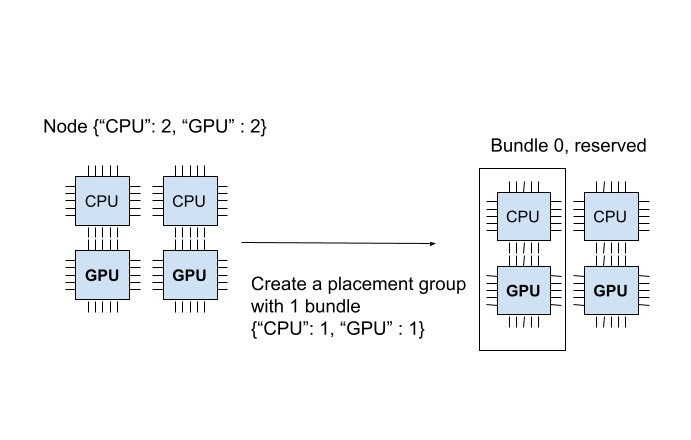 Node {“CPU”: 2, “GPU” : 2}
Bundle 0, reserved
CPU
CPU
GPU
GPU
Create a placement group
with 1 bundle
{“CPU”: 1, “GPU” : 1}
CPU
CPU
GPU
GPU